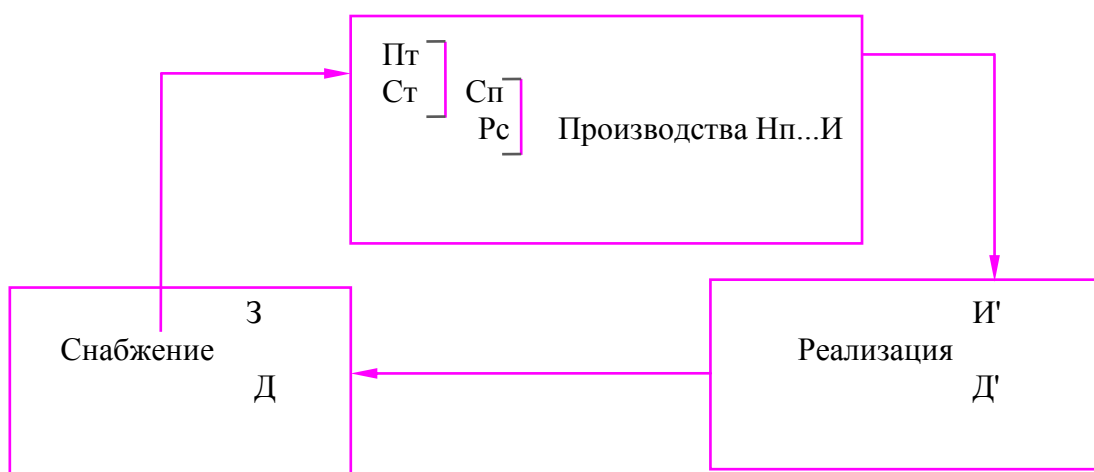 Пт
Ст Сп
Рс Производства Нп...И
З
Снабжение
Д
И'
Реализация
Д'